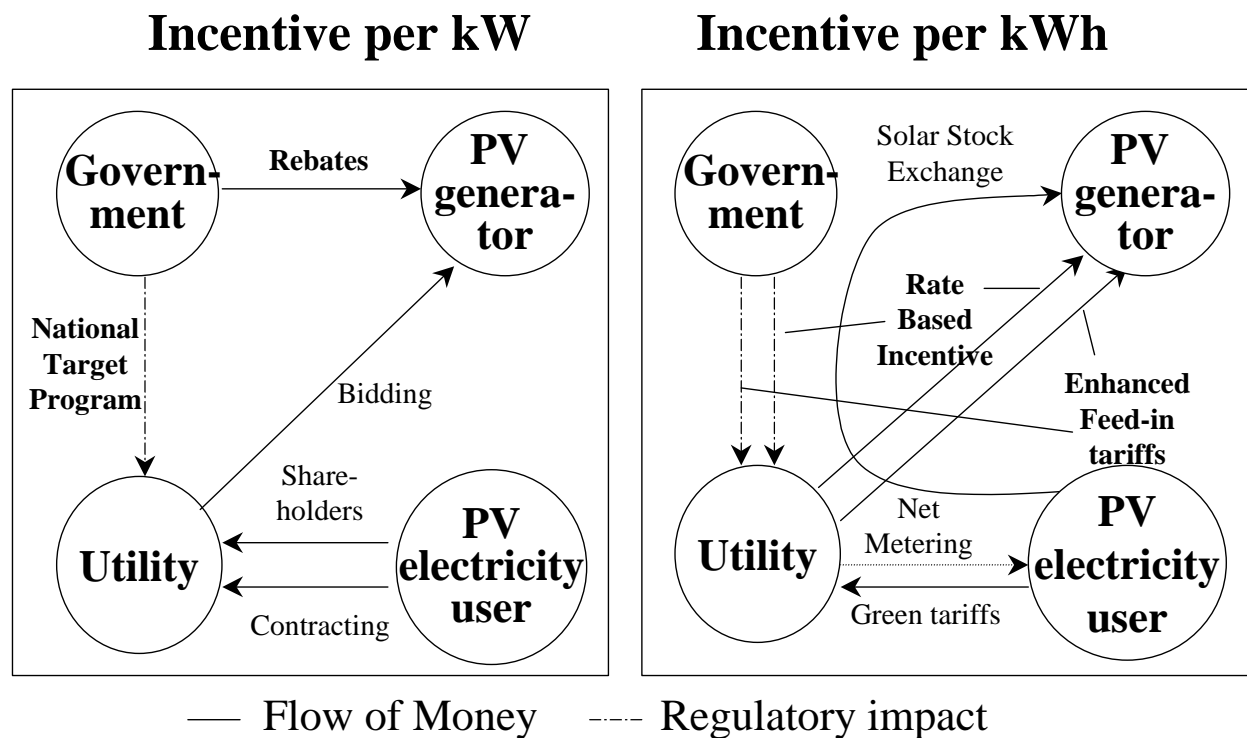 Incentive per kW
Incentive per kWh
Govern-
ment
Rebates
PV
genera-
tor
National
Target
Program
Bidding
Share-
holders
Utility
PV
electricity
user
Contracting
Solar Stock
Exchange
Govern-
ment
PV
genera-
tor
Rate
Based
Incentive
Enhanced
Feed-in
tariffs
Net
Metering
Utility
PV
electricity
user
Green tariffs
Flow of Money
Regulatory impact